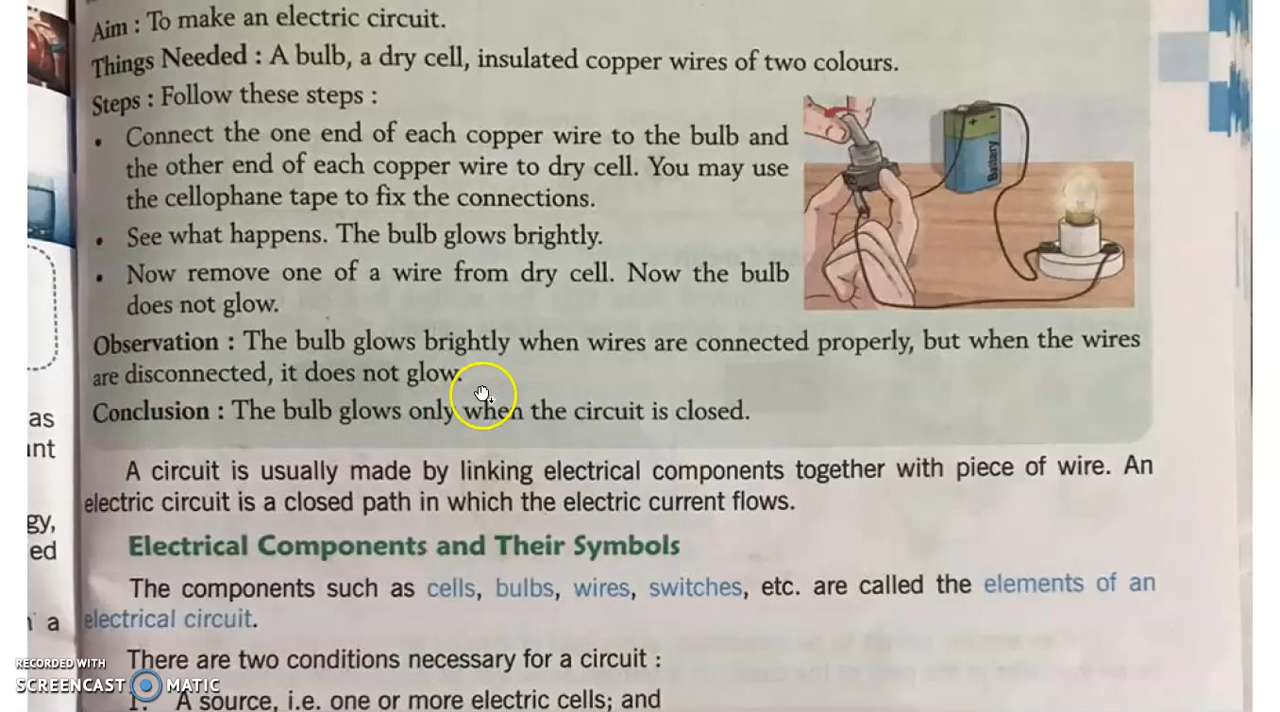 Aim : To make an electric circuit.
Things Needed : A bulb, a dry cell, insulated copper wires of two colours.
Steps : Follow these steps :
• Connect the one end of each copper wire to the bulb and
the other end of each copper wire to dry cell. You may use
the cellophane tape to fix the connections.
• See what happens. The bulb glows brightly.
• Now remove one of a wire from dry cell. Now the bulb
does not glow.
+ -
Battery
Observation : The bulb glows brightly when wires are connected properly, but when the wires
are disconnected, it does not glow.
Conclusion : The bulb glows only when the circuit is closed.
A circuit is usually made by linking electrical components together with piece of wire. An
electric circuit is a closed path in which the electric current flows.
Electrical Components and Their Symbols
The components such as cells, bulbs, wires, switches, etc. are called the elements of an
electrical circuit.
There are two conditions necessary for a circuit :
1. A source, i.e. one or more electric cells; and
as
gy,
ed
a
RECORDED WITH
SCREENCAST MATIC